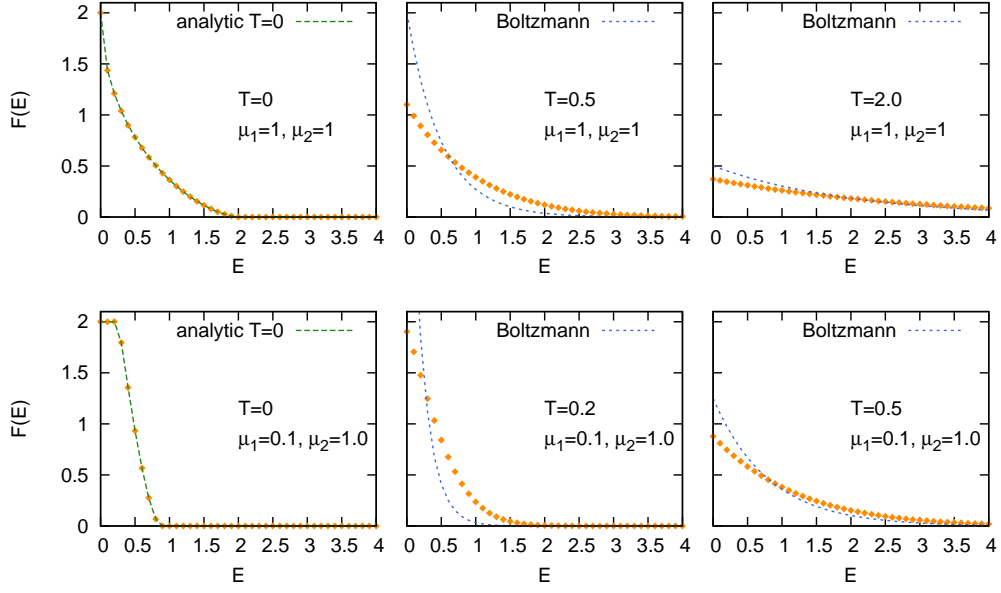 analytic T=0
Boltzmann
Boltzmann
F(E)
2
1.5
1
0.5
0
T=0
μ₁=1, μ₂=1
T=0.5
μ₁=1, μ₂=1
T=2.0
μ₁=1, μ₂=1
0 0.5 1 1.5 2 2.5 3 3.5 4
0 0.5 1 1.5 2 2.5 3 3.5 4
0 0.5 1 1.5 2 2.5 3 3.5 4
E
E
E
analytic T=0
Boltzmann
Boltzmann
F(E)
2
1.5
1
0.5
0
T=0
μ₁=0.1, μ₂=1.0
T=0.2
μ₁=0.1, μ₂=1.0
T=0.5
μ₁=0.1, μ₂=1.0
0 0.5 1 1.5 2 2.5 3 3.5 4
0 0.5 1 1.5 2 2.5 3 3.5 4
0 0.5 1 1.5 2 2.5 3 3.5 4
E
E
E